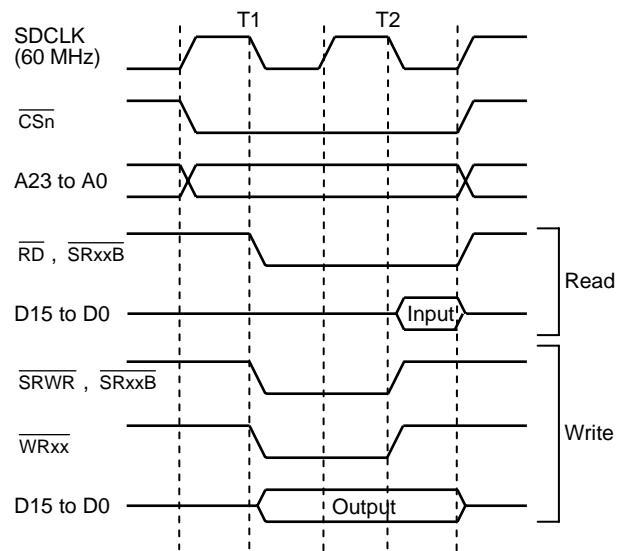 T1 T2
SDCLK
(60 MHz)
CSn
A23 to A0
RD , SRxxB
Read
D15 to D0 Input
SRWR , SRxxB
WRxx
Write
D15 to D0 Output